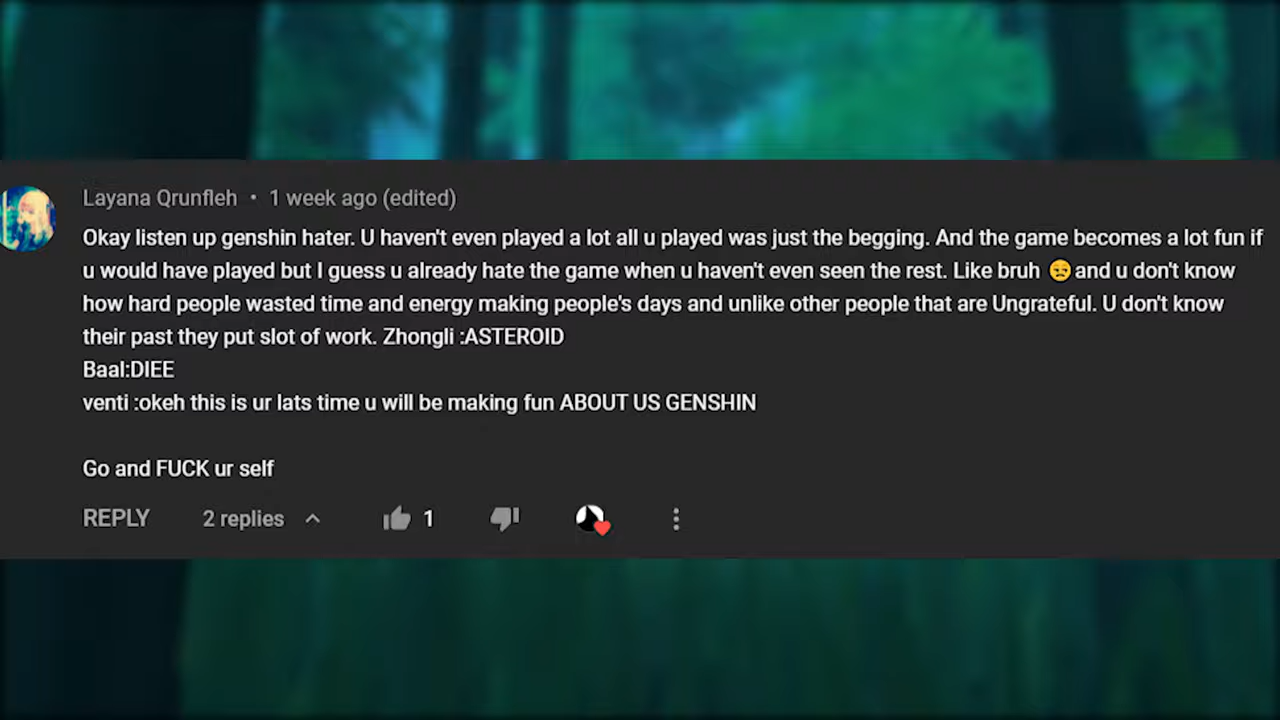 Layana Qrunfleh • 1 week ago (edited)
Okay listen up genshin hater. U haven't even played a lot all u played was just the begging. And the game becomes a lot fun if
u would have played but I guess u already hate the game when u haven't even seen the rest. Like bruh 😒and u don't know
how hard people wasted time and energy making people's days and unlike other people that are Ungrateful. U don't know
their past they put slot of work. Zhongli :ASTEROID
Baal:DIEE
venti :okeh this is ur lats time u will be making fun ABOUT US GENSHIN
Go and FUCK ur self
REPLY 2 replies 1